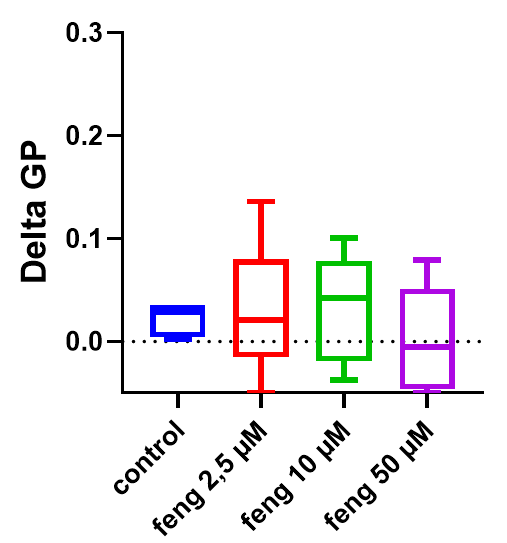 Delta GP
0.3
0.2
0.1
0.0
control
feng 2,5 µM
feng 10 µM
feng 50 µM